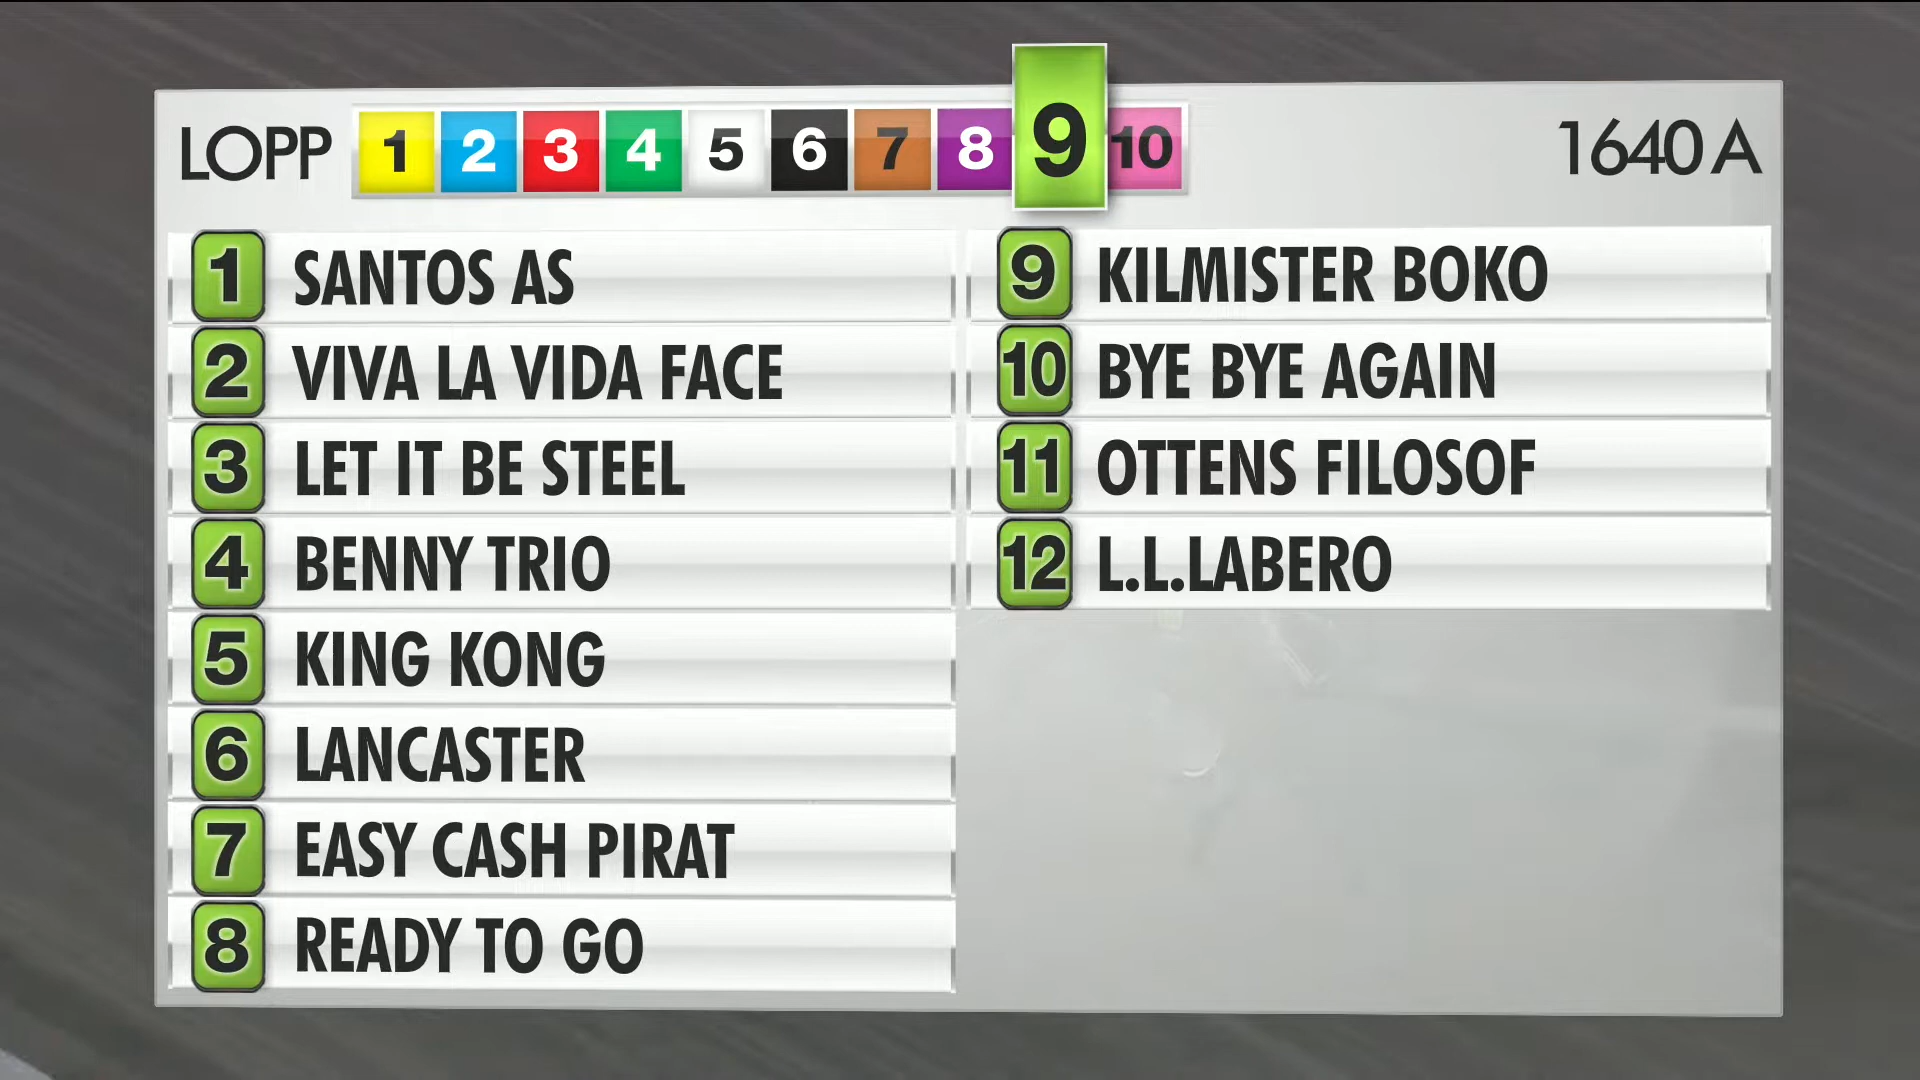 LOPP 1 2 3 4 5 6 7 8 9 10 1640 A
1 SANTOS AS
2 VIVA LA VIDA FACE
3 LET IT BE STEEL
4 BENNY TRIO
5 KING KONG
6 LANCASTER
7 EASY CASH PIRAT
8 READY TO GO
9 KILMISTER BOKO
10 BYE BYE AGAIN
11 OTTENS FILOSOF
12 L.L.LABERO